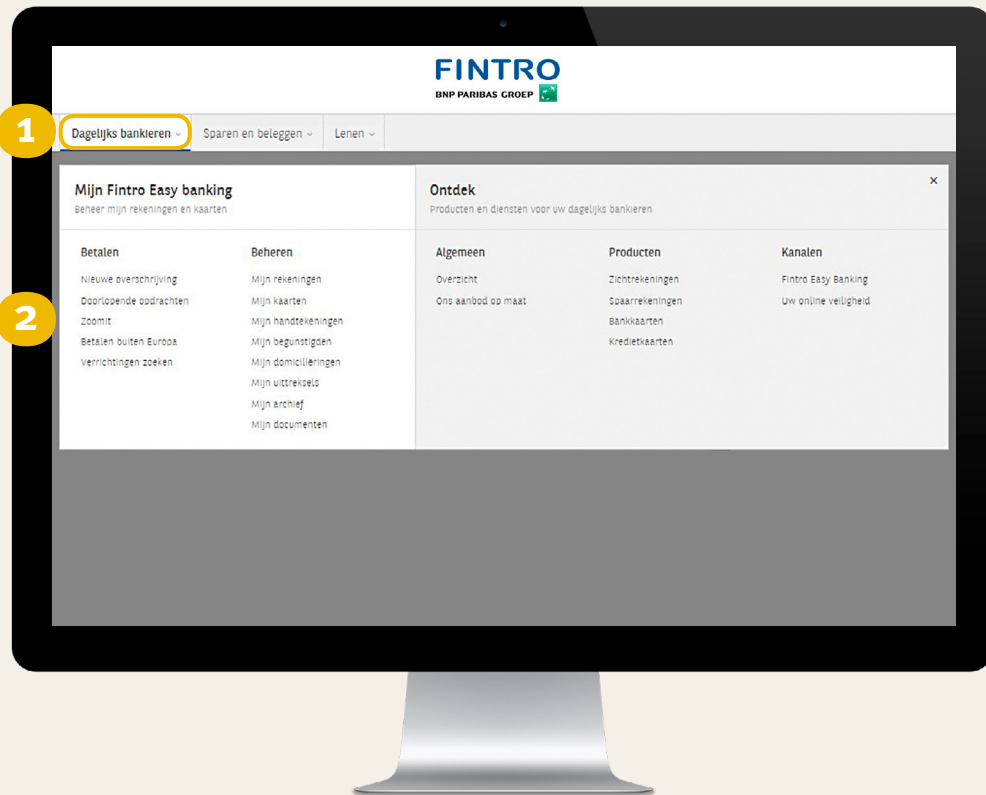 FINTRO
BNP PARIBAS GROEP
1
Dagelijks bankieren
Sparen en beleggen
Lenen
Mijn Fintro Easy banking
Beheer mijn rekeningen en kaarten
Ontdek
Producten en diensten voor uw dagelijks bankieren
×
2
Betalen
Nieuwe overschrijving
Doorlopende opdrachten
Zoomit
Betalen buiten Europa
Verrichtingen zoeken
Beheren
Mijn rekeningen
Mijn kaarten
Mijn handtekeningen
Mijn begunstigden
Mijn domiciliëringen
Mijn uittreksels
Mijn archief
Mijn documenten
Algemeen
Overzicht
Ons aanbod op maat
Producten
Zichtrekeningen
Spaarrekeningen
Bankkaarten
Kredietkaarten
Kanalen
Fintro Easy Banking
Uw online veiligheid